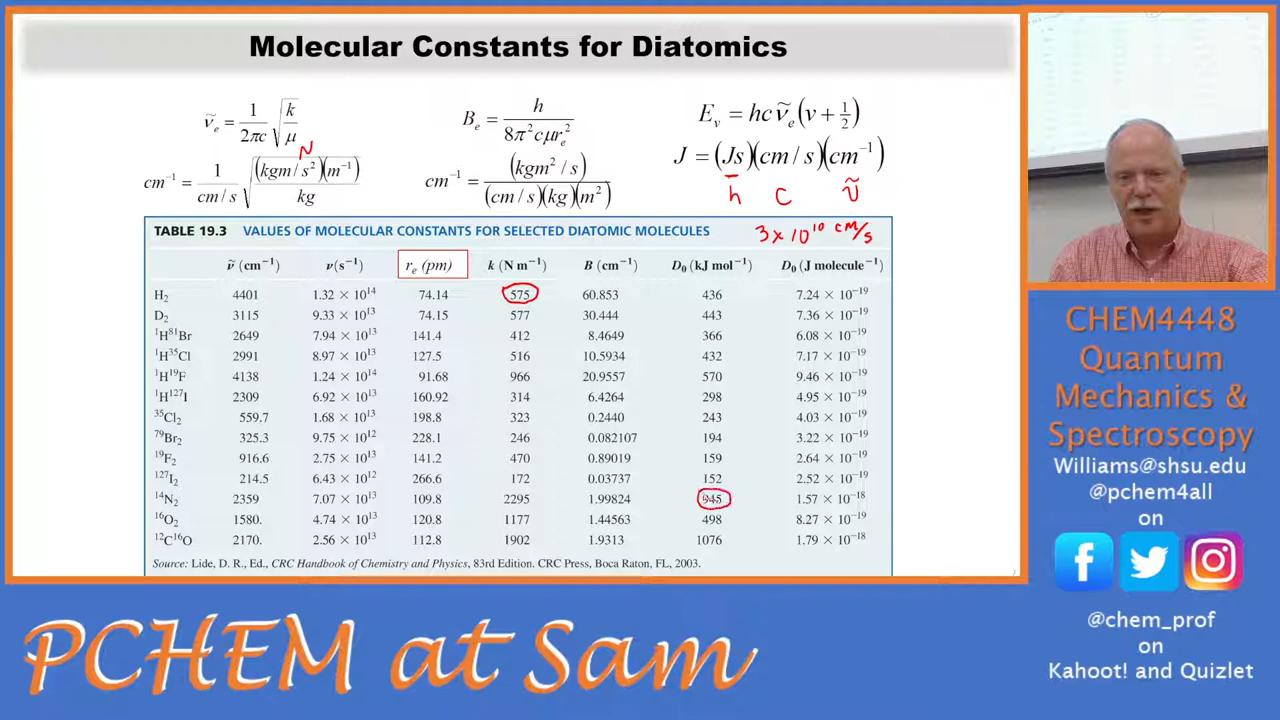 Molecular Constants for Diatomics
ν̃e = 1/2πc √k/μ
Be = h/8π²cμre²
Ev = hcν̃e(v + 1/2)
N
cm⁻¹ = 1/cm/s √(kgm/s²)(m⁻¹)/kg
cm⁻¹ = (kgm²/s)/(cm/s)(kg)(m²)
J = (Js)(cm/s)(cm⁻¹)
h c ν̃
3 x 10¹⁰ cm/s
TABLE 19.3 VALUES OF MOLECULAR CONSTANTS FOR SELECTED DIATOMIC MOLECULES
ν̃ (cm⁻¹) ν(s⁻¹) re (pm) k (N m⁻¹) B (cm⁻¹) D₀ (kJ mol⁻¹) D₀ (J molecule⁻¹)
H₂ 4401 1.32 × 10¹⁴ 74.14 575 60.853 436 7.24 × 10⁻¹⁹
D₂ 3115 9.33 × 10¹³ 74.15 577 30.444 443 7.36 × 10⁻¹⁹
¹H⁸¹Br 2649 7.94 × 10¹³ 141.4 412 8.4649 366 6.08 × 10⁻¹⁹
¹H³⁵Cl 2991 8.97 × 10¹³ 127.5 516 10.5934 432 7.17 × 10⁻¹⁹
¹H¹⁹F 4138 1.24 × 10¹⁴ 91.68 966 20.9557 570 9.46 × 10⁻¹⁹
¹H¹²⁷I 2309 6.92 × 10¹³ 160.92 314 6.4264 298 4.95 × 10⁻¹⁹
³⁵Cl₂ 559.7 1.68 × 10¹³ 198.8 323 0.2440 243 4.03 × 10⁻¹⁹
⁷⁹Br₂ 325.3 9.75 × 10¹² 228.1 246 0.082107 194 3.22 × 10⁻¹⁹
¹⁹F₂ 916.6 2.75 × 10¹³ 141.2 470 0.89019 159 2.64 × 10⁻¹⁹
¹²⁷I₂ 214.5 6.43 × 10¹² 266.6 172 0.03737 152 2.52 × 10⁻¹⁹
¹⁴N₂ 2359 7.07 × 10¹³ 109.8 2295 1.99824 945 1.57 × 10⁻¹⁸
¹⁶O₂ 1580. 4.74 × 10¹³ 120.8 1177 1.44563 498 8.27 × 10⁻¹⁹
¹²C¹⁶O 2170. 2.56 × 10¹³ 112.8 1902 1.9313 1076 1.79 × 10⁻¹⁸
Source: Lide, D. R., Ed., CRC Handbook of Chemistry and Physics, 83rd Edition. CRC Press, Boca Raton, FL, 2003.
CHEM4448
Quantum
Mechanics &
Spectroscopy
Williams@shsu.edu
@pchem4all
on
@chem_prof
on
Kahoot! and Quizlet
PCHEM at Sam